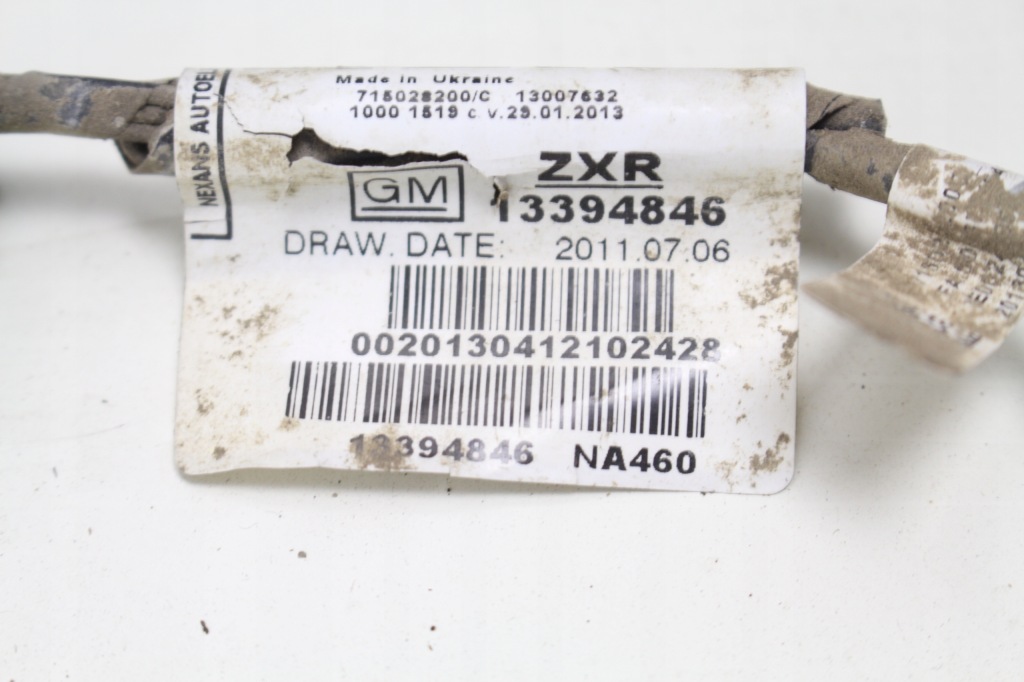 Made in Ukraine
715028200/C 13007632
1000 1519 c v.29.01.2013
NEXANS AUTOEL
ZXR
GM 13394846
DRAW. DATE: 2011.07.06
0020130412102428
13394846 NA460